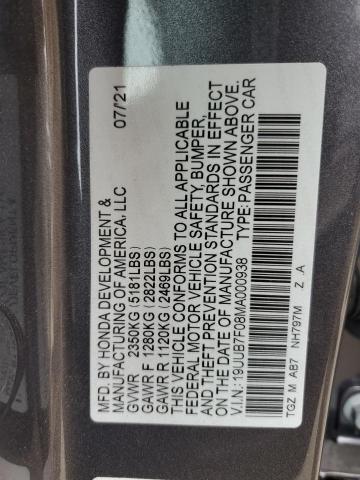 MFD. BY HONDA DEVELOPMENT & 07/21
MANUFACTURING OF AMERICA, LLC
GVWR 2350KG (5181LBS)
GAWR F 1280KG (2822LBS)
GAWR R 1120KG (2469LBS)
THIS VEHICLE CONFORMS TO ALL APPLICABLE
FEDERAL MOTOR VEHICLE SAFETY, BUMPER,
AND THEFT PREVENTION STANDARDS IN EFFECT
ON THE DATE OF MANUFACTURE SHOWN ABOVE.
V.I.N.: 19UUB7F08MA000938 TYPE: PASSENGER CAR
TGZ M AB7 NH797M Z A